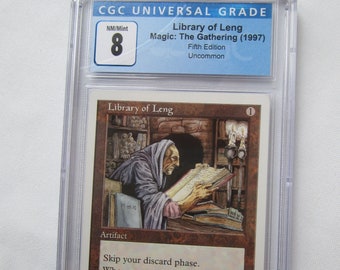 CGC UNIVERSAL GRADE
NM/Mint
8
Library of Leng
Magic: The Gathering (1997)
Fifth Edition
Uncommon
Library of Leng
1
Artifact
Skip your discard phase.